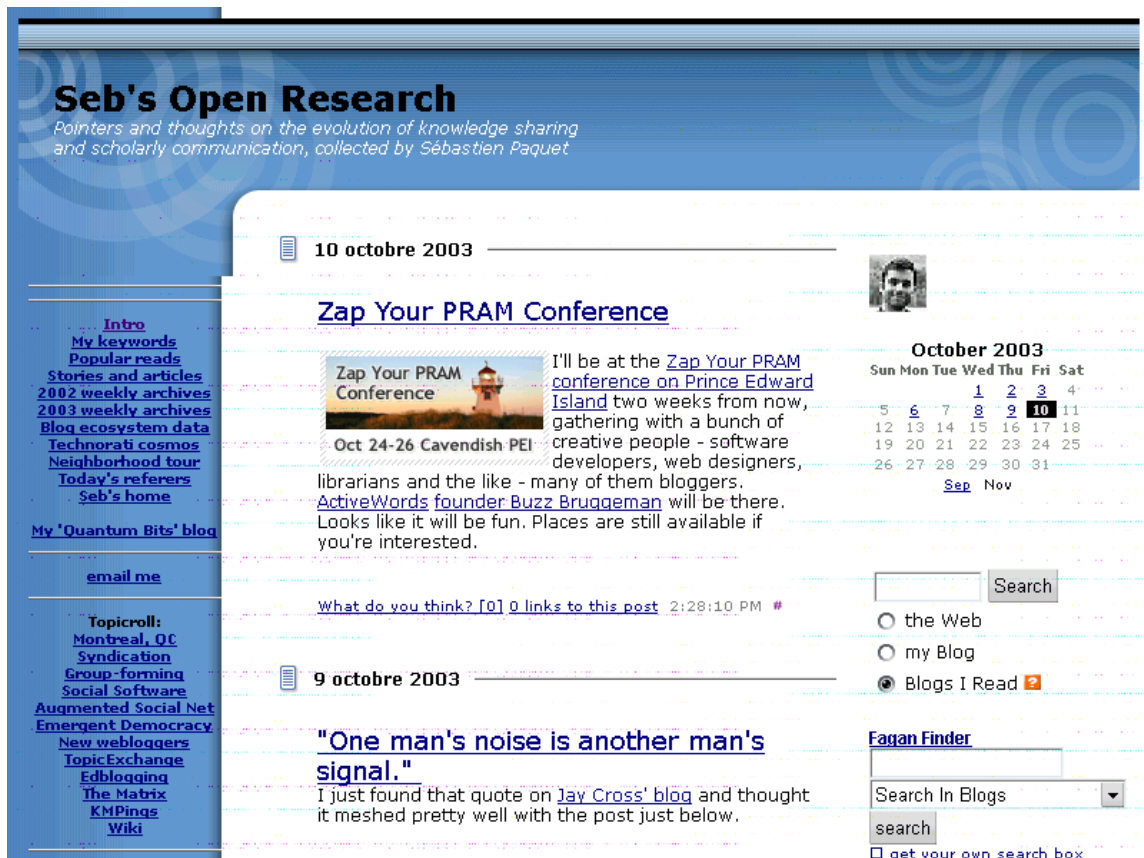 Seb's Open Research
Pointers and thoughts on the evolution of knowledge sharing
and scholarly communication, collected by Sébastien Paquet
Intro
My keywords
Popular reads
Stories and articles
2002 weekly archives
2003 weekly archives
Blog ecosystem data
Technorati cosmos
Neighborhood tour
Today's referers
Seb's home
My 'Quantum Bits' blog
email me
Topicroll:
Montreal, QC
Syndication
Group-forming
Social Software
Augmented Social Net
Emergent Democracy
New webloggers
TopicExchange
Edblogging
The Matrix
KMPings
Wiki
10 octobre 2003
Zap Your PRAM Conference
Zap Your PRAM
Conference
Oct 24-26 Cavendish PEI
I'll be at the Zap Your PRAM
conference on Prince Edward
Island two weeks from now,
gathering with a bunch of
creative people - software
developers, web designers,
librarians and the like - many of them bloggers.
ActiveWords founder Buzz Bruggeman will be there.
Looks like it will be fun. Places are still available if
you're interested.
What do you think? [0] 0 links to this post 2:28:10 PM #
9 octobre 2003
"One man's noise is another man's
signal."
I just found that quote on Jay Cross' blog and thought
it meshed pretty well with the post just below.
October 2003
Sun Mon Tue Wed Thu Fri Sat
1 2 3 4
5 6 7 8 9 10 11
12 13 14 15 16 17 18
19 20 21 22 23 24 25
26 27 28 29 30 31
Sep Nov
Search
the Web
my Blog
Blogs I Read ?
Fagan Finder
Search In Blogs
search
get your own search box